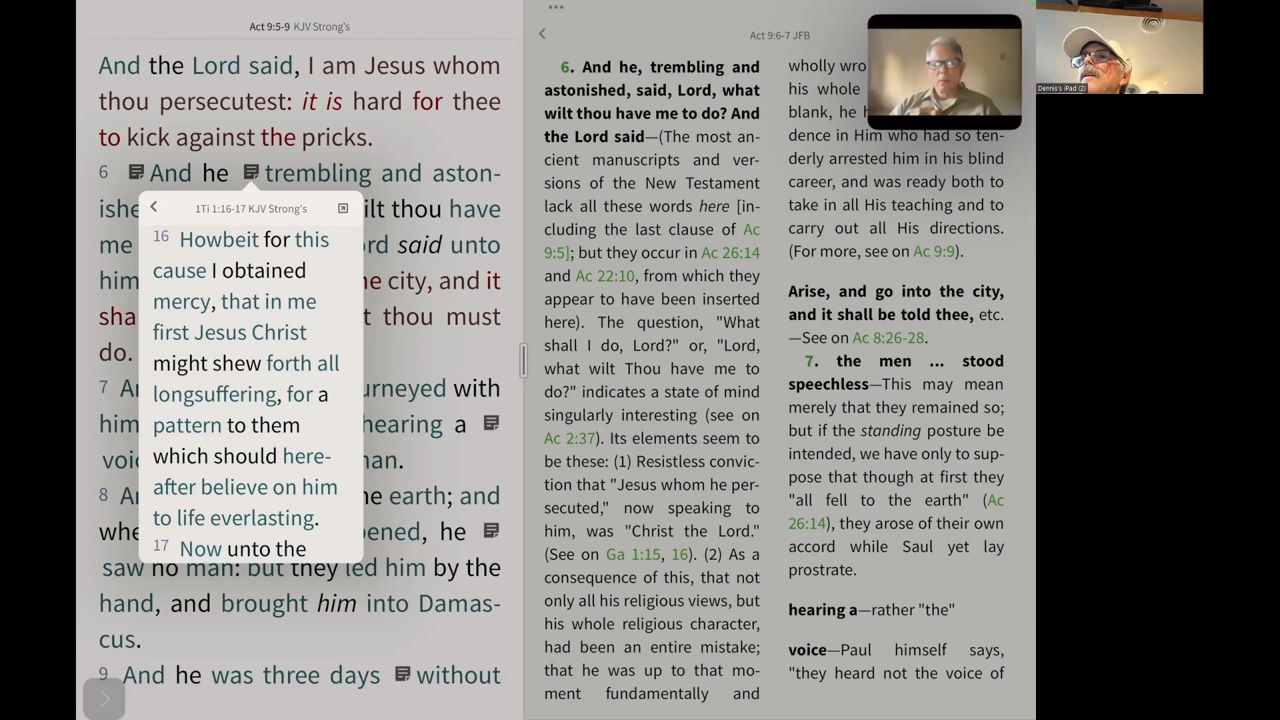 Act 9:5-9 KJV Strong's
And the Lord said, I am Jesus whom
thou persecutest: it is hard for thee
to kick against the pricks.
6 And he trembling and aston-
ishe ilt thou have
me rd said unto
him he city, and it
sha t thou must
do.
7 Ar urneyed with
him hearing a
voic an.
8 Ar he earth; and
whe pened, he
saw no man: but they led him by the
hand, and brought him into Damas-
cus.
9 And he was three days without
1Ti 1:16-17 KJV Strong's
16 Howbeit for this
cause I obtained
mercy, that in me
first Jesus Christ
might shew forth all
longsuffering, for a
pattern to them
which should here-
after believe on him
to life everlasting.
17 Now unto the
Act 9:6-7 JFB
6. And he, trembling and
astonished, said, Lord, what
wilt thou have me to do? And
the Lord said—(The most an-
cient manuscripts and ver-
sions of the New Testament
lack all these words here [in-
cluding the last clause of Ac
9:5]; but they occur in Ac 26:14
and Ac 22:10, from which they
appear to have been inserted
here). The question, "What
shall I do, Lord?" or, "Lord,
what wilt Thou have me to
do?" indicates a state of mind
singularly interesting (see on
Ac 2:37). Its elements seem to
be these: (1) Resistless convic-
tion that "Jesus whom he per-
secuted," now speaking to
him, was "Christ the Lord."
(See on Ga 1:15, 16). (2) As a
consequence of this, that not
only all his religious views, but
his whole religious character,
had been an entire mistake;
that he was up to that mo-
ment fundamentally and
wholly wro
his whole
blank, he h
dence in Him who had so ten-
derly arrested him in his blind
career, and was ready both to
take in all His teaching and to
carry out all His directions.
(For more, see on Ac 9:9).
Arise, and go into the city,
and it shall be told thee, etc.
—See on Ac 8:26-28.
7. the men ... stood
speechless—This may mean
merely that they remained so;
but if the standing posture be
intended, we have only to sup-
pose that though at first they
"all fell to the earth" (Ac
26:14), they arose of their own
accord while Saul yet lay
prostrate.
hearing a—rather "the"
voice—Paul himself says,
"they heard not the voice of
Dennis's iPad (2)